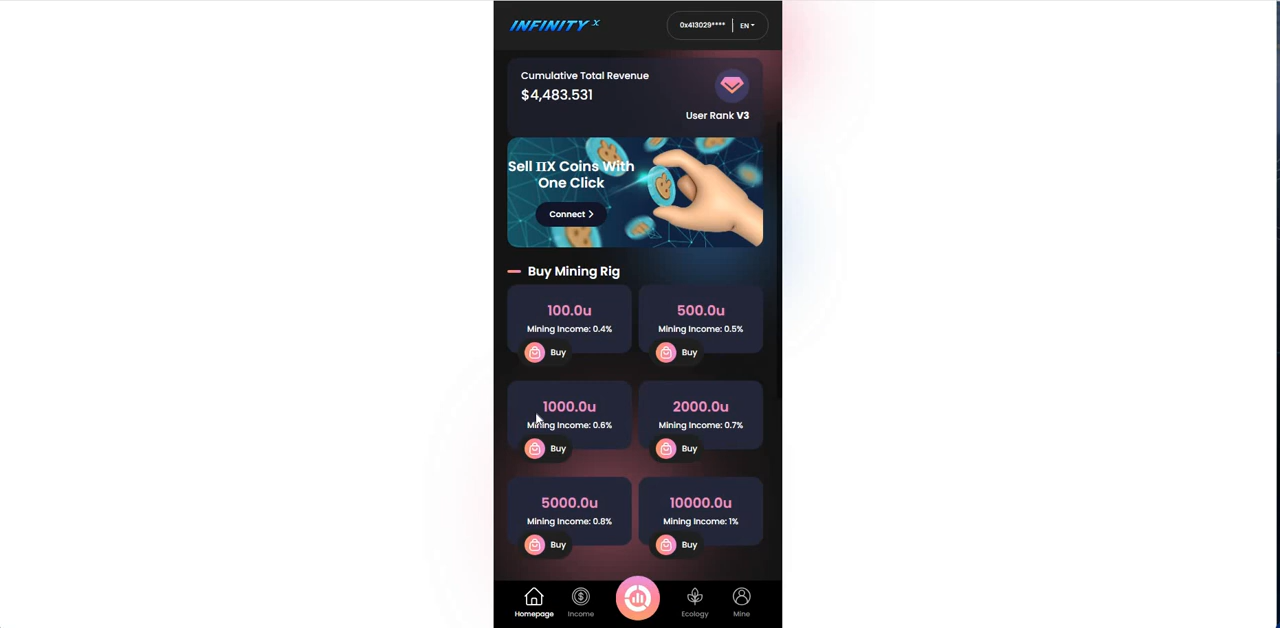 INFINITY X
0x413029**** | EN
Cumulative Total Revenue
$4,483.531
User Rank V3
Sell IIX Coins With
One Click
Connect >
Buy Mining Rig
100.0u
Mining Income: 0.4%
Buy
500.0u
Mining Income: 0.5%
Buy
1000.0u
Mining Income: 0.6%
Buy
2000.0u
Mining Income: 0.7%
Buy
5000.0u
Mining Income: 0.8%
Buy
10000.0u
Mining Income: 1%
Buy
Homepage
Income
Ecology
Mine